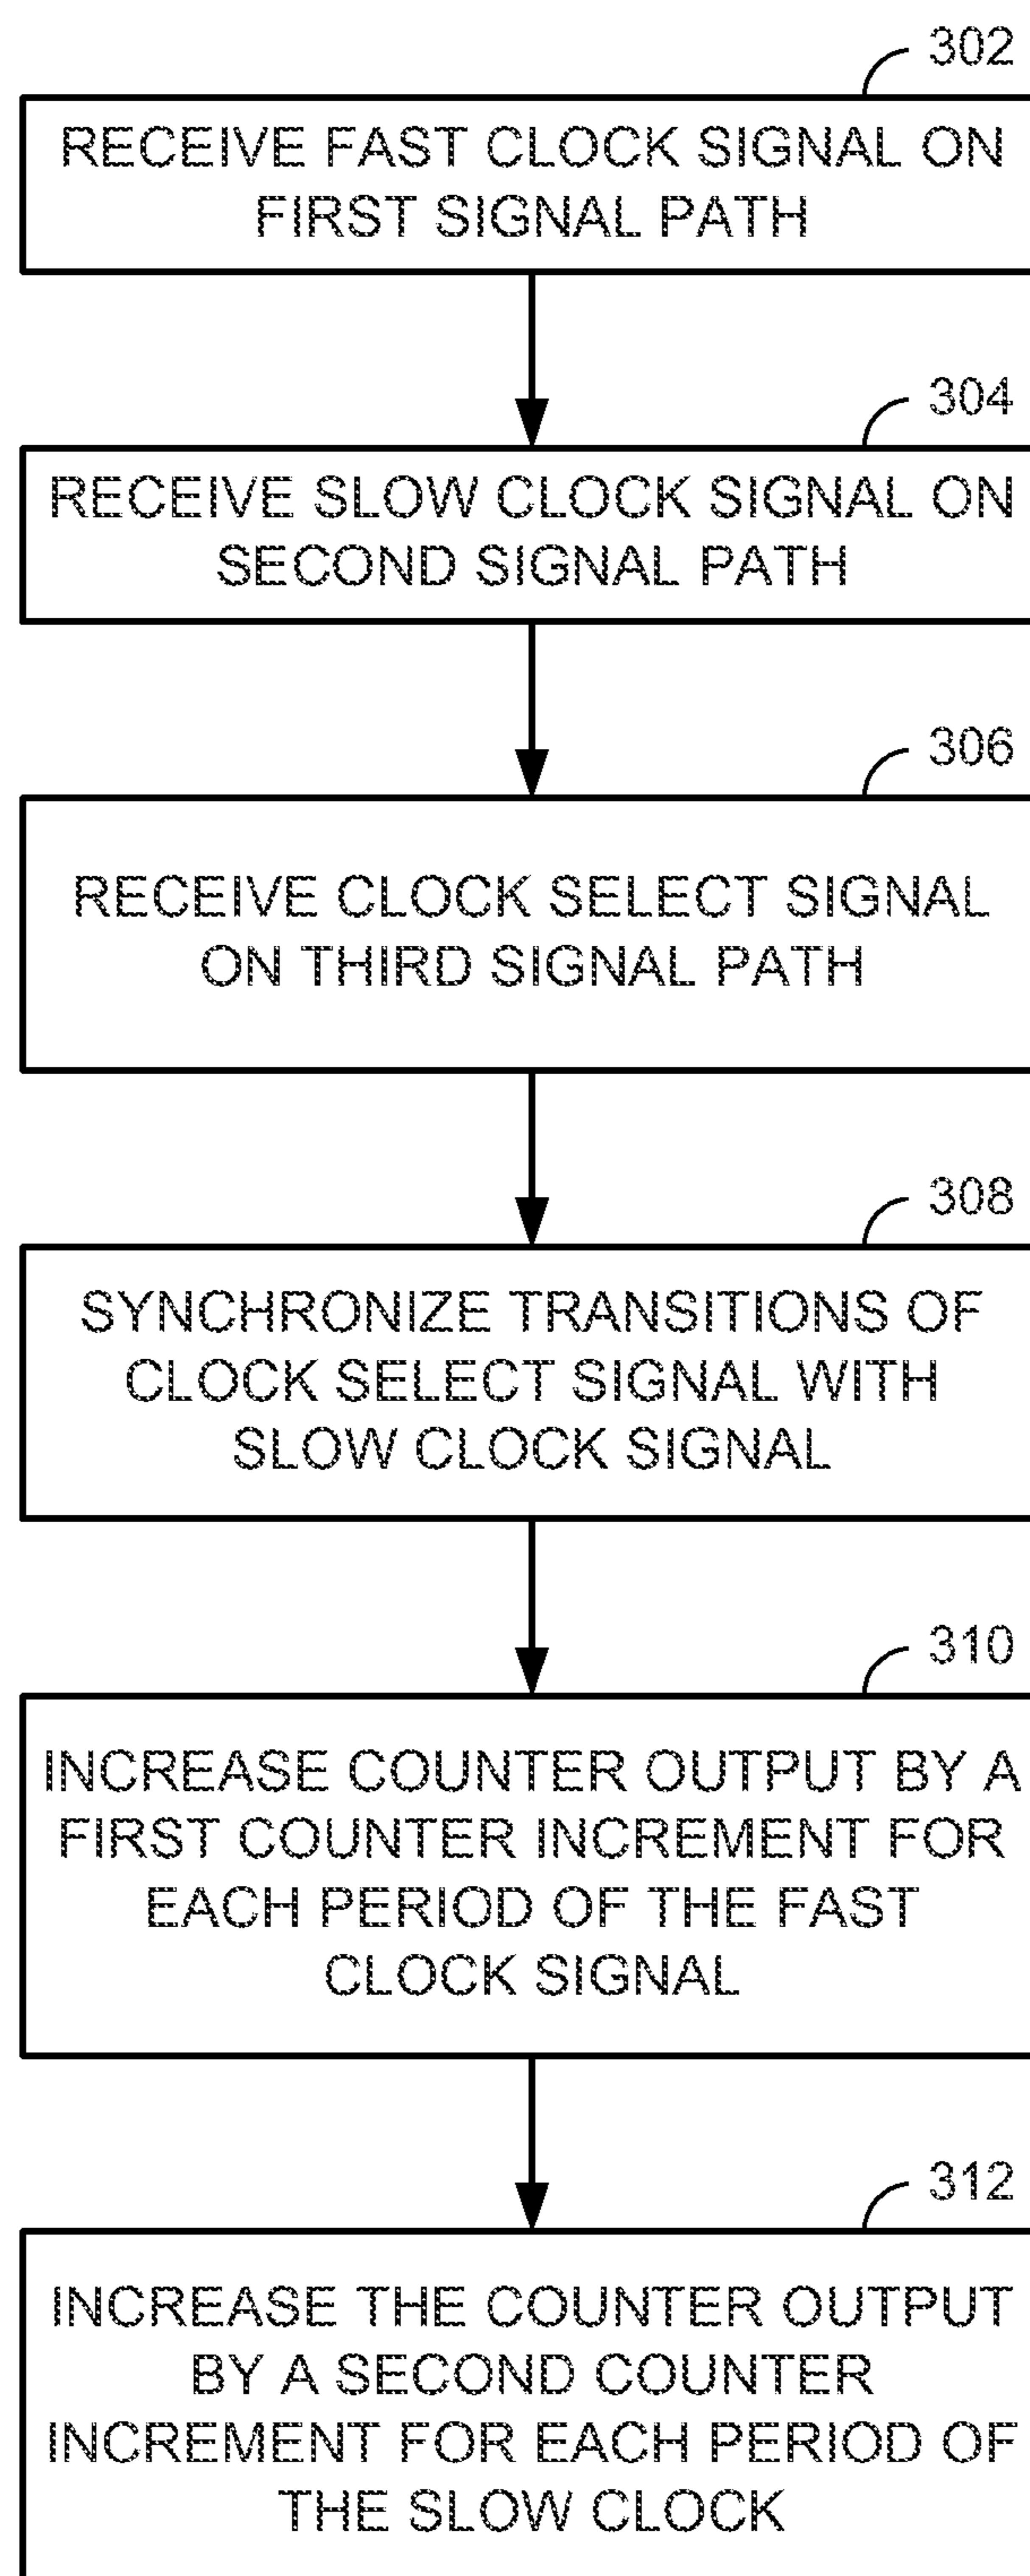 302
RECEIVE FAST CLOCK SIGNAL ON
FIRST SIGNAL PATH
304
RECEIVE SLOW CLOCK SIGNAL ON
SECOND SIGNAL PATH
306
RECEIVE CLOCK SELECT SIGNAL
ON THIRD SIGNAL PATH
308
SYNCHRONIZE TRANSITIONS OF
CLOCK SELECT SIGNAL WITH
SLOW CLOCK SIGNAL
310
INCREASE COUNTER OUTPUT BY A
FIRST COUNTER INCREMENT FOR
EACH PERIOD OF THE FAST
CLOCK SIGNAL
312
INCREASE THE COUNTER OUTPUT
BY A SECOND COUNTER
INCREMENT FOR EACH PERIOD OF
THE SLOW CLOCK